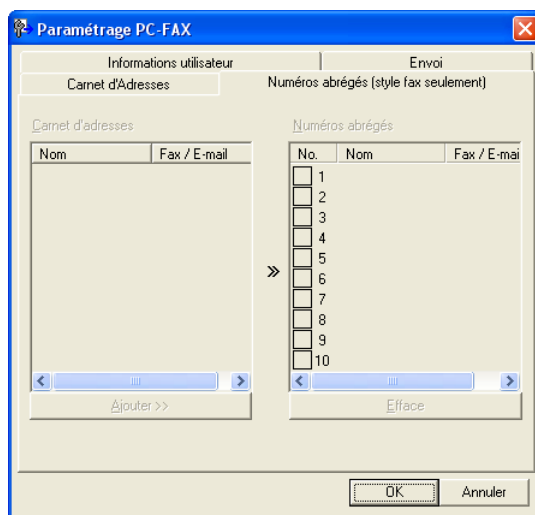 Paramétrage PC-FAX
Informations utilisateur Envoi
Carnet d'Adresses Numéros abrégés (style fax seulement)
Carnet d'adresses Numéros abrégés
Nom Fax / E-mail No. Nom Fax / E-mai
1
2
3
4
5
6
7
8
9
10
Ajouter >> Efface
OK Annuler